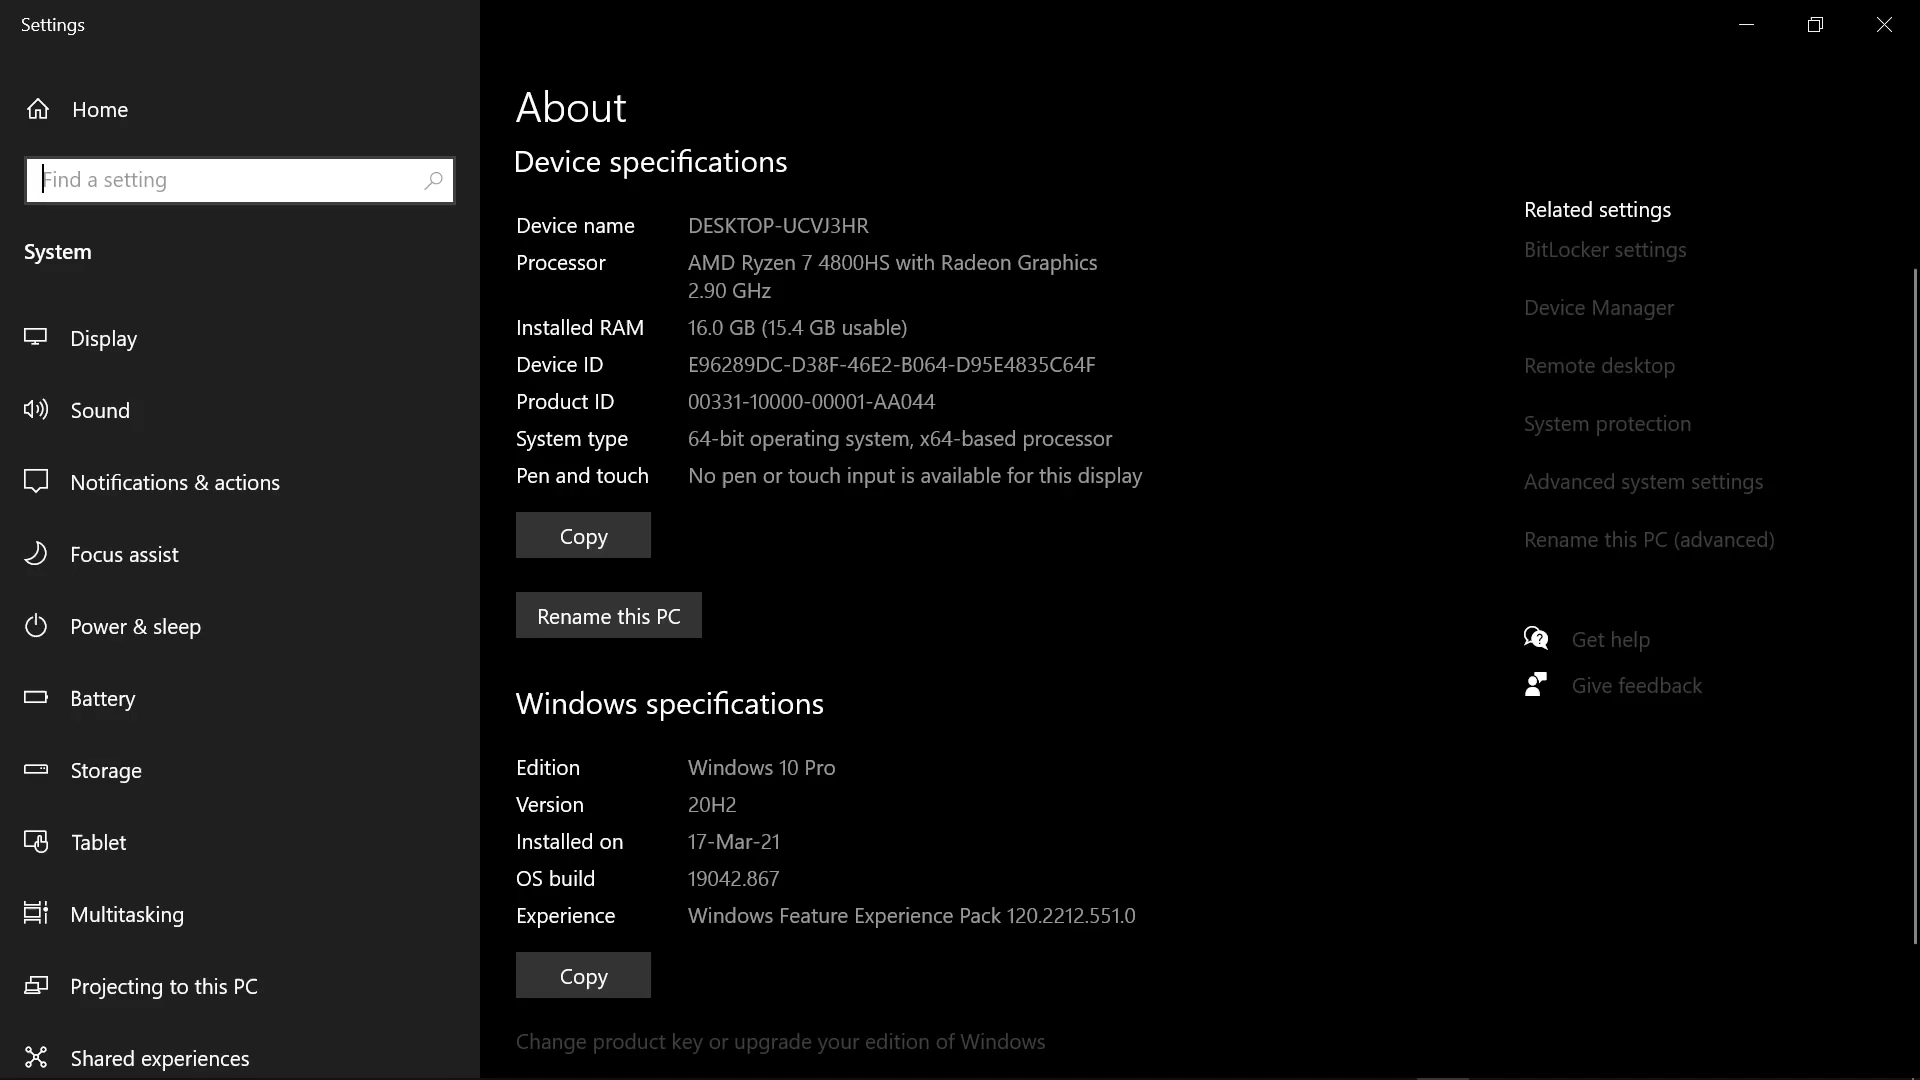 Settings
Home
Find a setting
System
Display
Sound
Notifications & actions
Focus assist
Power & sleep
Battery
Storage
Tablet
Multitasking
Projecting to this PC
Shared experiences
About
Device specifications
Device name DESKTOP-UCVJ3HR
Processor AMD Ryzen 7 4800HS with Radeon Graphics
2.90 GHz
Installed RAM 16.0 GB (15.4 GB usable)
Device ID E96289DC-D38F-46E2-B064-D95E4835C64F
Product ID 00331-10000-00001-AA044
System type 64-bit operating system, x64-based processor
Pen and touch No pen or touch input is available for this display
Copy
Rename this PC
Windows specifications
Edition Windows 10 Pro
Version 20H2
Installed on 17-Mar-21
OS build 19042.867
Experience Windows Feature Experience Pack 120.2212.551.0
Copy
Change product key or upgrade your edition of Windows
Related settings
BitLocker settings
Device Manager
Remote desktop
System protection
Advanced system settings
Rename this PC (advanced)
Get help
Give feedback